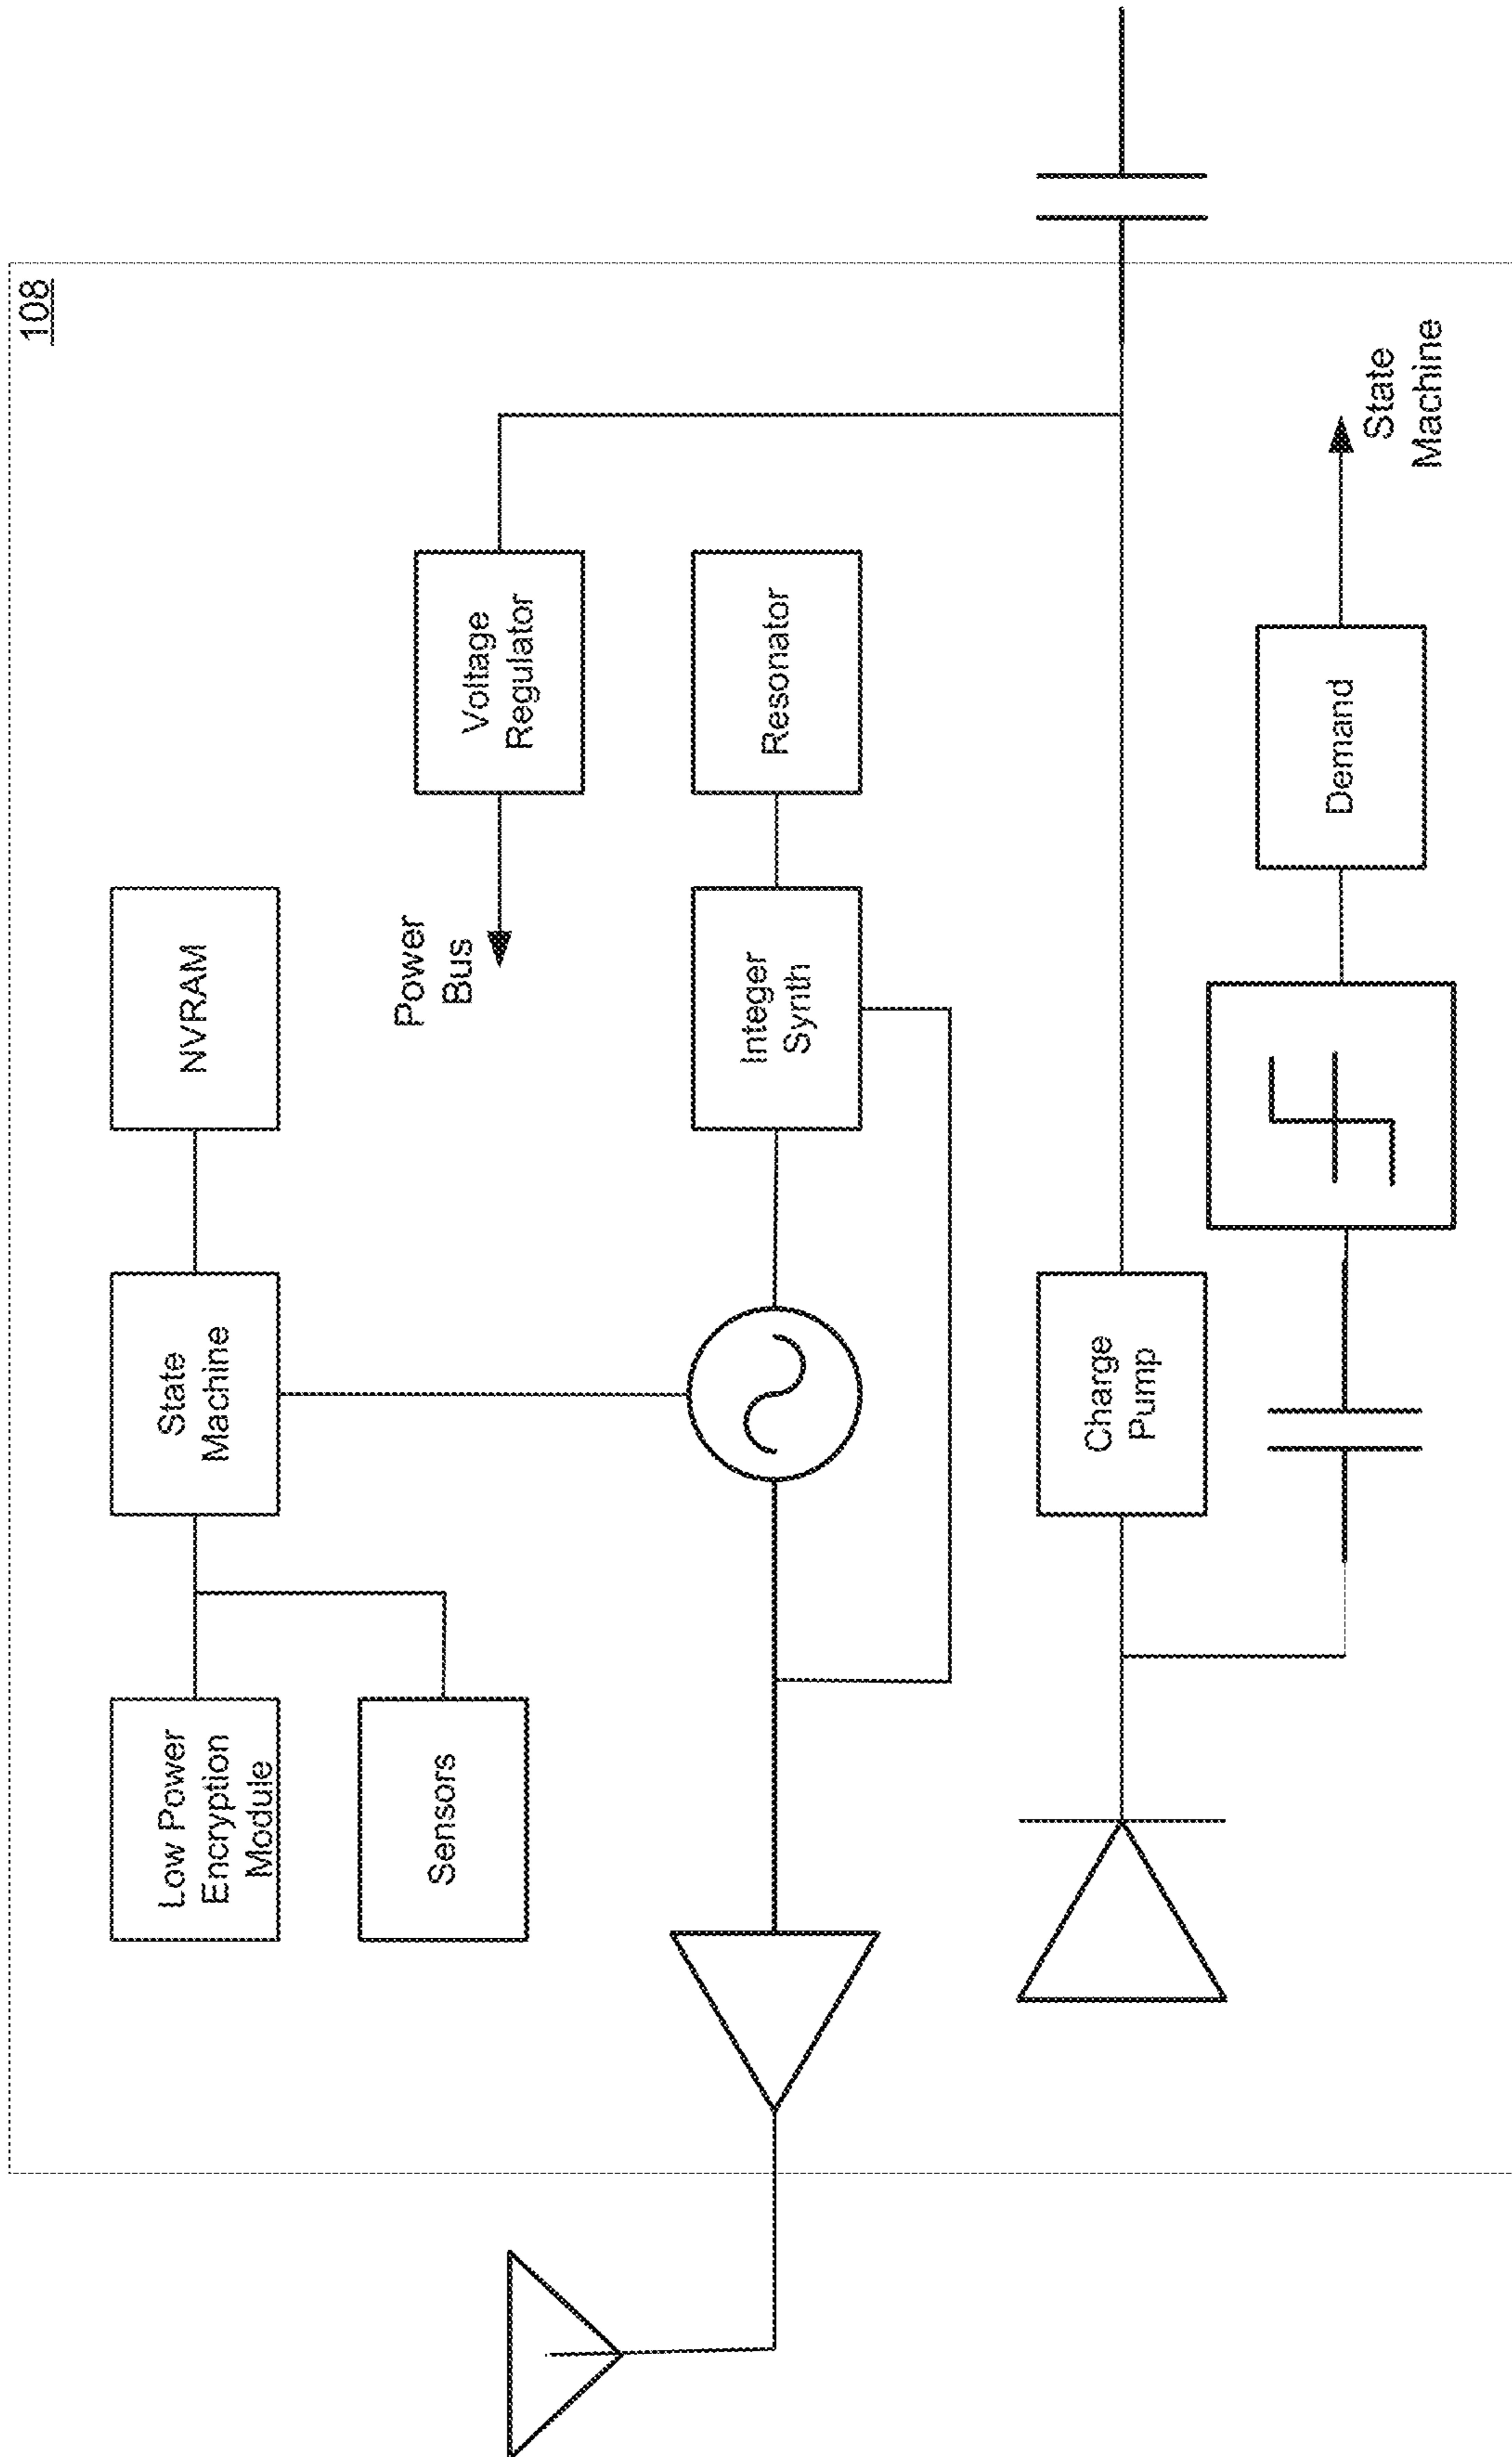 108
Low Power
Encryption
Module
State
Machine
NVRAM
Sensors
Power
Bus
Voltage
Regulator
Integer
Synth
Resonator
Charge
Pump
Demand
State
Machine